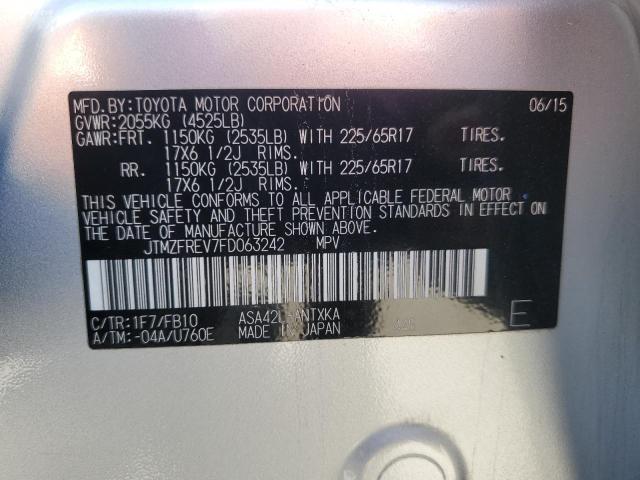 MFD.BY:TOYOTA MOTOR CORPORATION 06/15
GVWR:2055KG (4525LB)
GAWR:FRT. 1150KG (2535LB) WITH 225/65R17 TIRES.
17X6 1/2J RIMS.
RR. 1150KG (2535LB) WITH 225/65R17 TIRES.
17X6 1/2J RIMS.
THIS VEHICLE CONFORMS TO ALL APPLICABLE FEDERAL MOTOR
VEHICLE SAFETY AND THEFT PREVENTION STANDARDS IN EFFECT ON
THE DATE OF MANUFACTURE SHOWN ABOVE.
JTMZFREV7FD063242 MPV
C/TR:1F7/FB10 ASA42L-ANTXKA
A/TM:-04A/U760E MADE IN JAPAN E